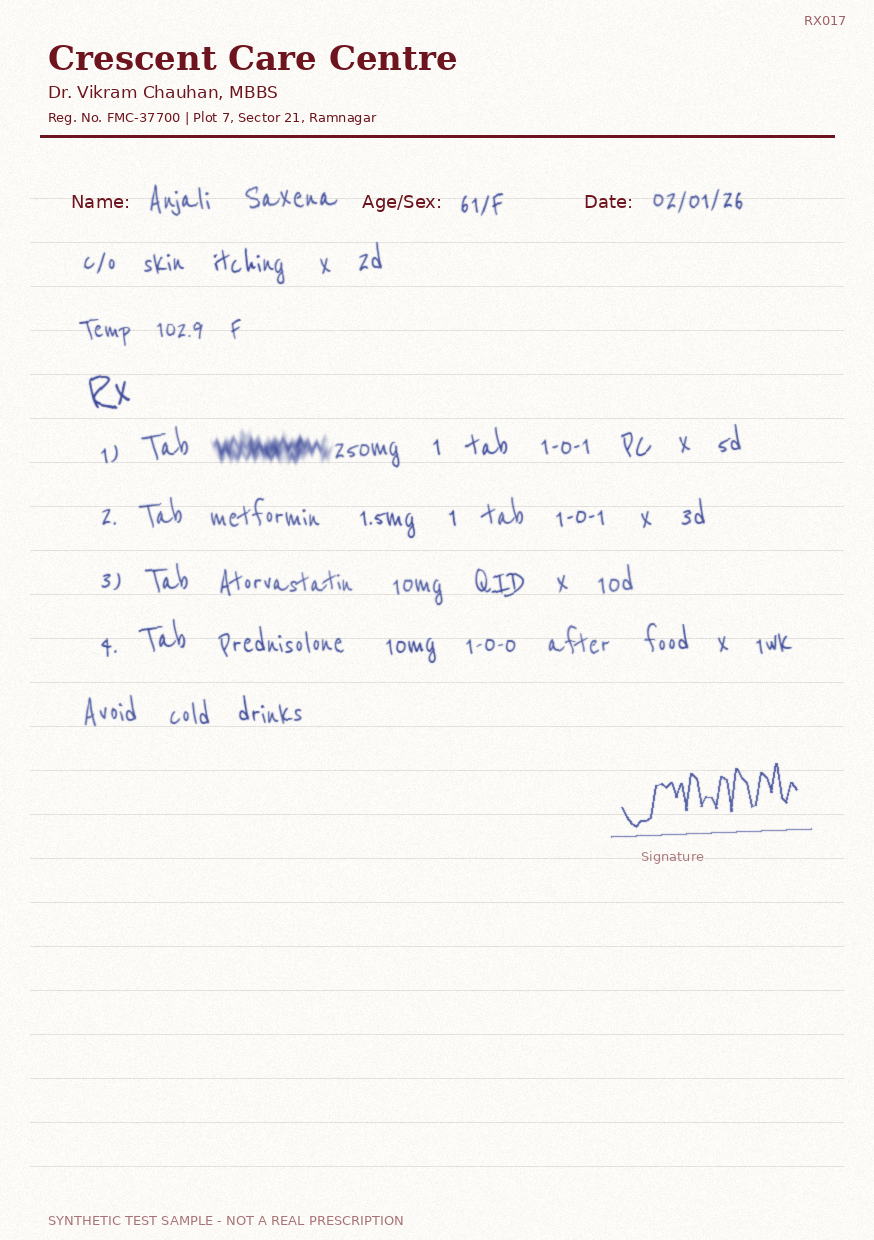 RX017
Crescent Care Centre
Dr. Vikram Chauhan, MBBS
Reg. No. FMC-37700 | Plot 7, Sector 21, Ramnagar
Name: Anjali Saxena Age/Sex: 61/F Date: 02/01/26
c/o skin itching x 2d
Temp 102.9 F
Rx
1) Tab 250mg 1 tab 1-0-1 PC x 5d
2. Tab metformin 1.5mg 1 tab 1-0-1 x 3d
3) Tab Atorvastatin 10mg QID x 10d
4. Tab Prednisolone 10mg 1-0-0 after food x 1wk
Avoid cold drinks
Signature
SYNTHETIC TEST SAMPLE - NOT A REAL PRESCRIPTION